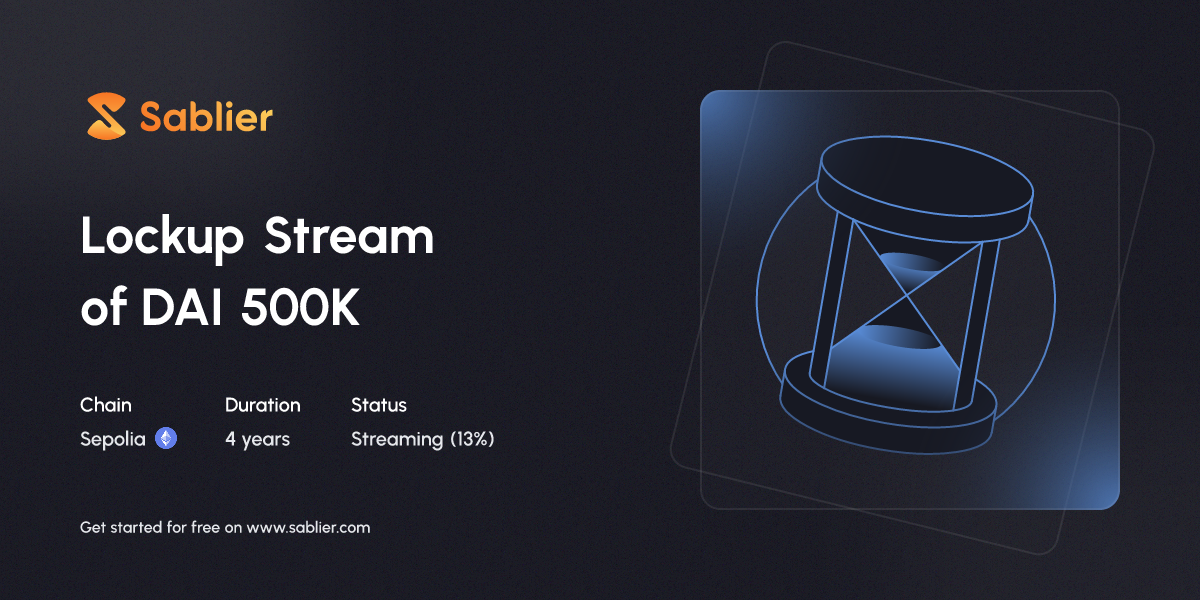 Sablier
Lockup Stream
of DAI 500K
Chain Duration Status
Sepolia 4 years Streaming (13%)
Get started for free on www.sablier.com